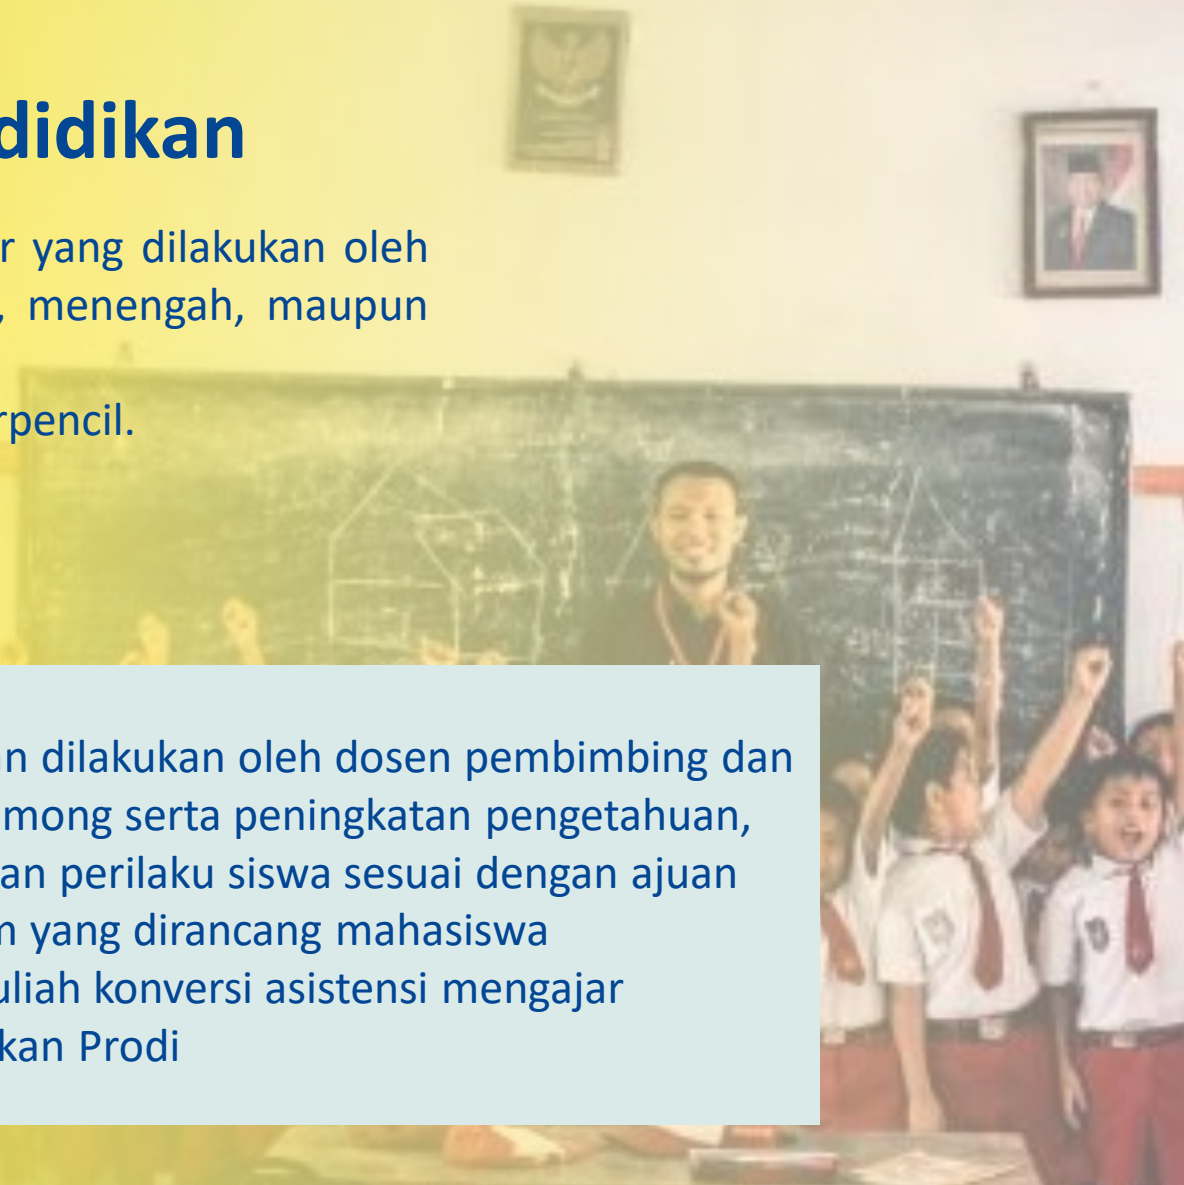 didikan
r yang dilakukan oleh
, menengah, maupun
rpencil.
an dilakukan oleh dosen pembimbing dan
mong serta peningkatan pengetahuan,
an perilaku siswa sesuai dengan ajuan
m yang dirancang mahasiswa
uliah konversi asistensi mengajar
kan Prodi